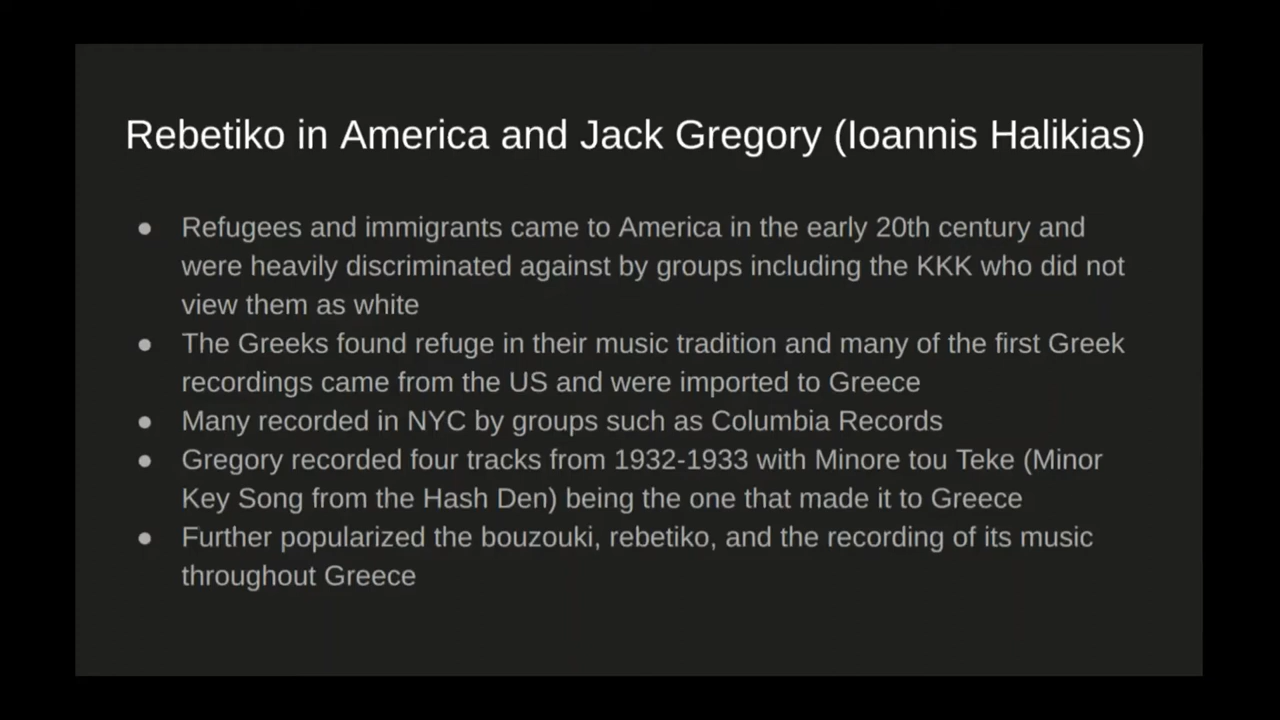 Rebetiko in America and Jack Gregory (Ioannis Halikias)
● Refugees and immigrants came to America in the early 20th century and
were heavily discriminated against by groups including the KKK who did not
view them as white
● The Greeks found refuge in their music tradition and many of the first Greek
recordings came from the US and were imported to Greece
● Many recorded in NYC by groups such as Columbia Records
● Gregory recorded four tracks from 1932-1933 with Minore tou Teke (Minor
Key Song from the Hash Den) being the one that made it to Greece
● Further popularized the bouzouki, rebetiko, and the recording of its music
throughout Greece